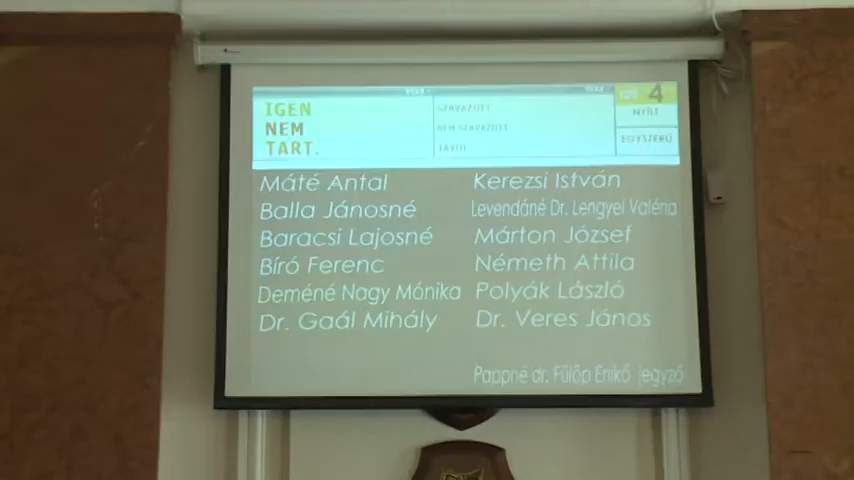 IGEN
NEM
TART.
SZAVAZOTT
NEM SZAVAZOTT
TÁVOL
IDŐ 4
NYÍLT
EGYSZERŰ
Máté Antal
Balla Jánosné
Baracsi Lajosné
Bíró Ferenc
Deméné Nagy Mónika
Dr. Gaál Mihály
Kerezsi István
Levendáné Dr. Lengyel Valéria
Márton József
Németh Attila
Polyák László
Dr. Veres János
Pappné dr. Fülöp Enikő jegyző